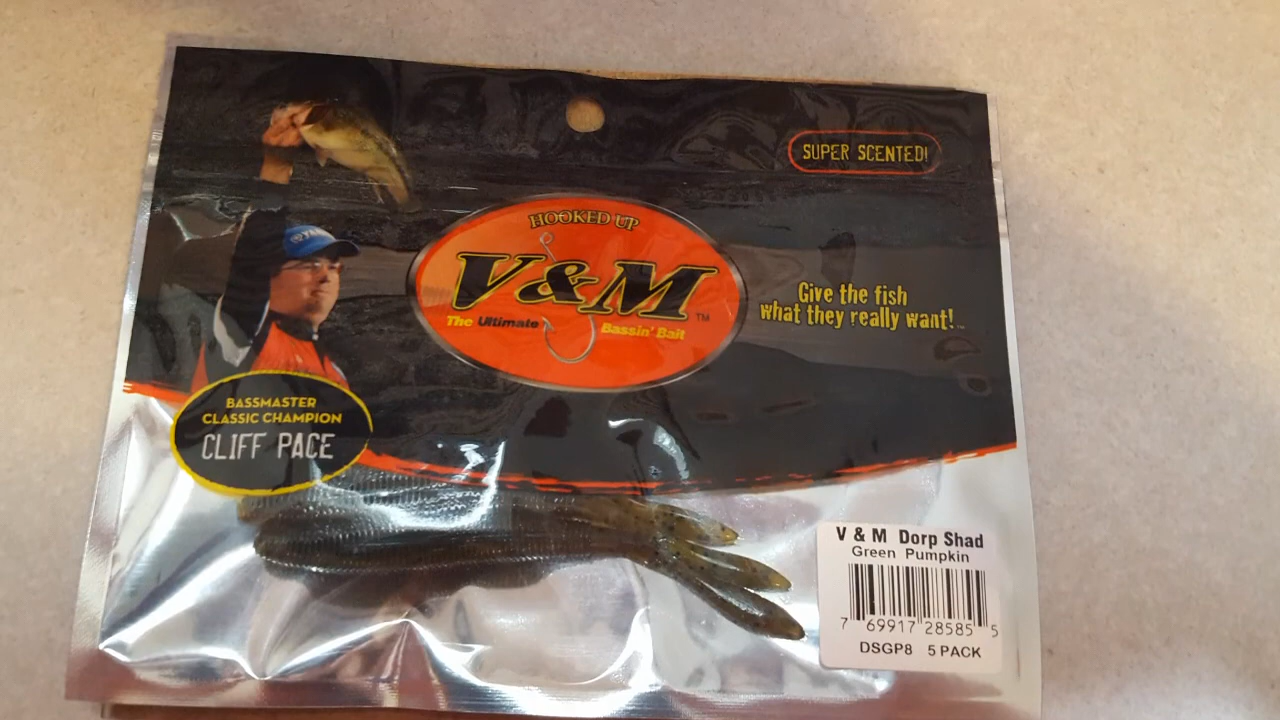 SUPER SCENTED!
HOOKED UP
V&M™
The Ultimate Bassin' Bait
Give the fish
what they really want!™
BASSMASTER
CLASSIC CHAMPION
CLIFF PACE
V & M Dorp Shad
Green Pumpkin
7 69917 28585 5
DSGP8 5 PACK